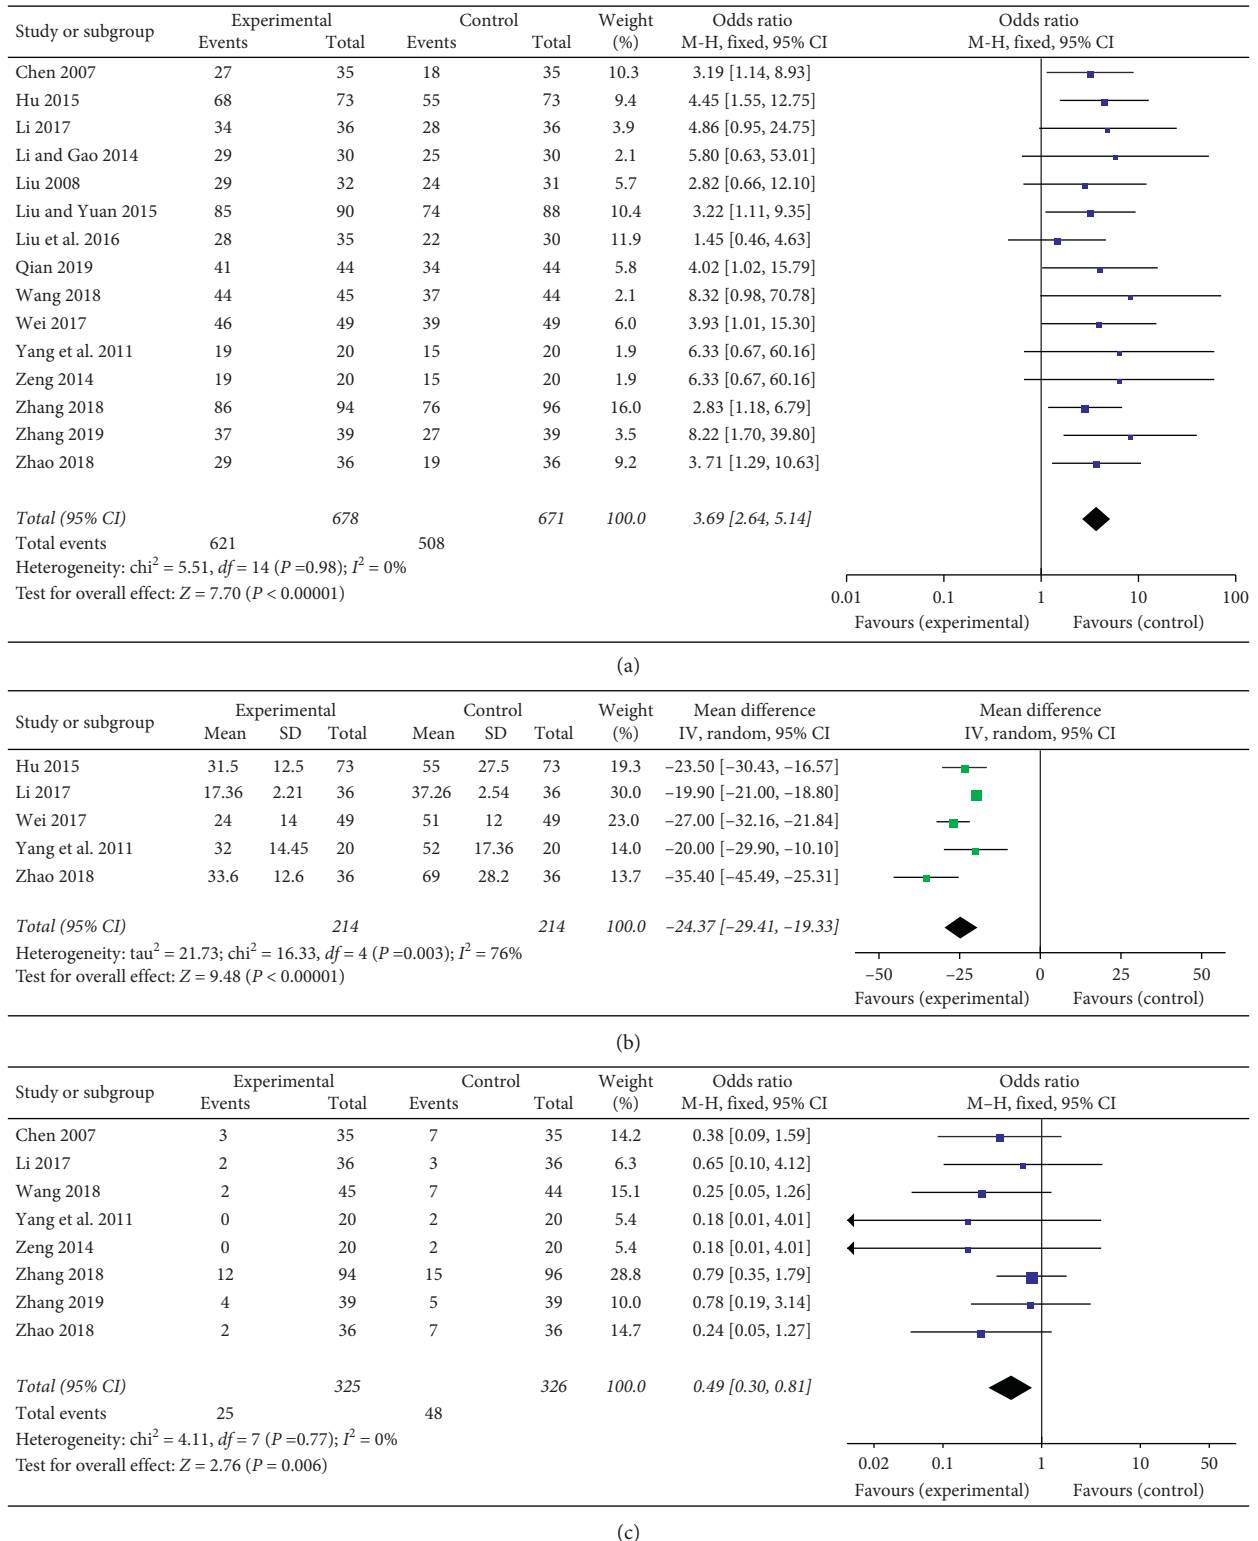 Study or subgroup Experimental Control Weight Odds ratio Odds ratio
Events Total Events Total (%) M-H, fixed, 95% CI M-H, fixed, 95% CI
Chen 2007 27 35 18 35 10.3 3.19 [1.14, 8.93]
Hu 2015 68 73 55 73 9.4 4.45 [1.55, 12.75]
Li 2017 34 36 28 36 3.9 4.86 [0.95, 24.75]
Li and Gao 2014 29 30 25 30 2.1 5.80 [0.63, 53.01]
Liu 2008 29 32 24 31 5.7 2.82 [0.66, 12.10]
Liu and Yuan 2015 85 90 74 88 10.4 3.22 [1.11, 9.35]
Liu et al. 2016 28 35 22 30 11.9 1.45 [0.46, 4.63]
Qian 2019 41 44 34 44 5.8 4.02 [1.02, 15.79]
Wang 2018 44 45 37 44 2.1 8.32 [0.98, 70.78]
Wei 2017 46 49 39 49 6.0 3.93 [1.01, 15.30]
Yang et al. 2011 19 20 15 20 1.9 6.33 [0.67, 60.16]
Zeng 2014 19 20 15 20 1.9 6.33 [0.67, 60.16]
Zhang 2018 86 94 76 96 16.0 2.83 [1.18, 6.79]
Zhang 2019 37 39 27 39 3.5 8.22 [1.70, 39.80]
Zhao 2018 29 36 19 36 9.2 3. 71 [1.29, 10.63]
Total (95% CI) 678 671 100.0 3.69 [2.64, 5.14]
Total events 621 508
Heterogeneity: chi² = 5.51, df = 14 (P =0.98); I² = 0%
Test for overall effect: Z = 7.70 (P < 0.00001)
0.01 0.1 1 10 100
Favours (experimental) Favours (control)
(a)
Study or subgroup Experimental Control Weight Mean difference Mean difference
Mean SD Total Mean SD Total (%) IV, random, 95% CI IV, random, 95% CI
Hu 2015 31.5 12.5 73 55 27.5 73 19.3 –23.50 [–30.43, –16.57]
Li 2017 17.36 2.21 36 37.26 2.54 36 30.0 –19.90 [–21.00, –18.80]
Wei 2017 24 14 49 51 12 49 23.0 –27.00 [–32.16, –21.84]
Yang et al. 2011 32 14.45 20 52 17.36 20 14.0 –20.00 [–29.90, –10.10]
Zhao 2018 33.6 12.6 36 69 28.2 36 13.7 –35.40 [–45.49, –25.31]
Total (95% CI) 214 214 100.0 –24.37 [–29.41, –19.33]
Heterogeneity: tau² = 21.73; chi² = 16.33, df = 4 (P =0.003); I² = 76%
Test for overall effect: Z = 9.48 (P < 0.00001)
–50 –25 0 25 50
Favours (experimental) Favours (control)
(b)
Study or subgroup Experimental Control Weight Odds ratio Odds ratio
Events Total Events Total (%) M-H, fixed, 95% CI M–H, fixed, 95% CI
Chen 2007 3 35 7 35 14.2 0.38 [0.09, 1.59]
Li 2017 2 36 3 36 6.3 0.65 [0.10, 4.12]
Wang 2018 2 45 7 44 15.1 0.25 [0.05, 1.26]
Yang et al. 2011 0 20 2 20 5.4 0.18 [0.01, 4.01]
Zeng 2014 0 20 2 20 5.4 0.18 [0.01, 4.01]
Zhang 2018 12 94 15 96 28.8 0.79 [0.35, 1.79]
Zhang 2019 4 39 5 39 10.0 0.78 [0.19, 3.14]
Zhao 2018 2 36 7 36 14.7 0.24 [0.05, 1.27]
Total (95% CI) 325 326 100.0 0.49 [0.30, 0.81]
Total events 25 48
Heterogeneity: chi² = 4.11, df = 7 (P =0.77); I² = 0%
Test for overall effect: Z = 2.76 (P = 0.006)
0.02 0.1 1 10 50
Favours (experimental) Favours (control)
(c)